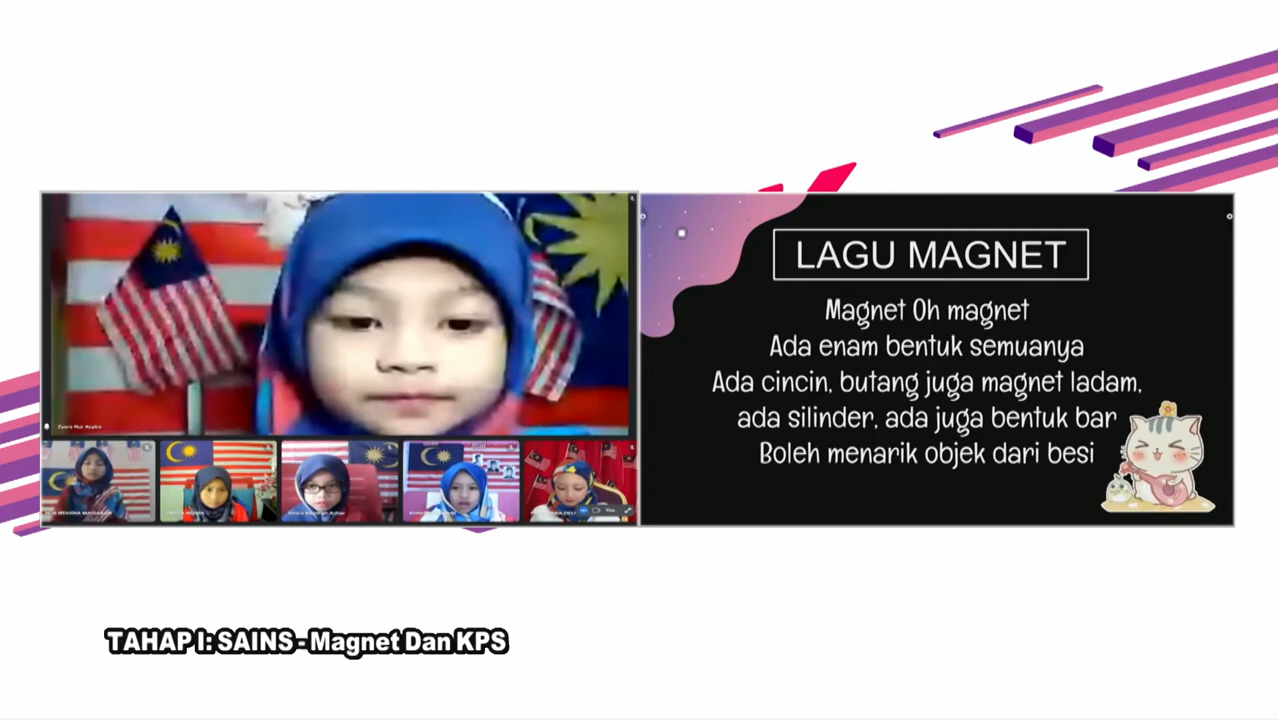 LAGU MAGNET
Magnet Oh magnet
Ada enam bentuk semuanya
Ada cincin, butang juga magnet ladam,
ada silinder, ada juga bentuk bar
Boleh menarik objek dari besi
TAHAP I: SAINS - Magnet Dan KPS